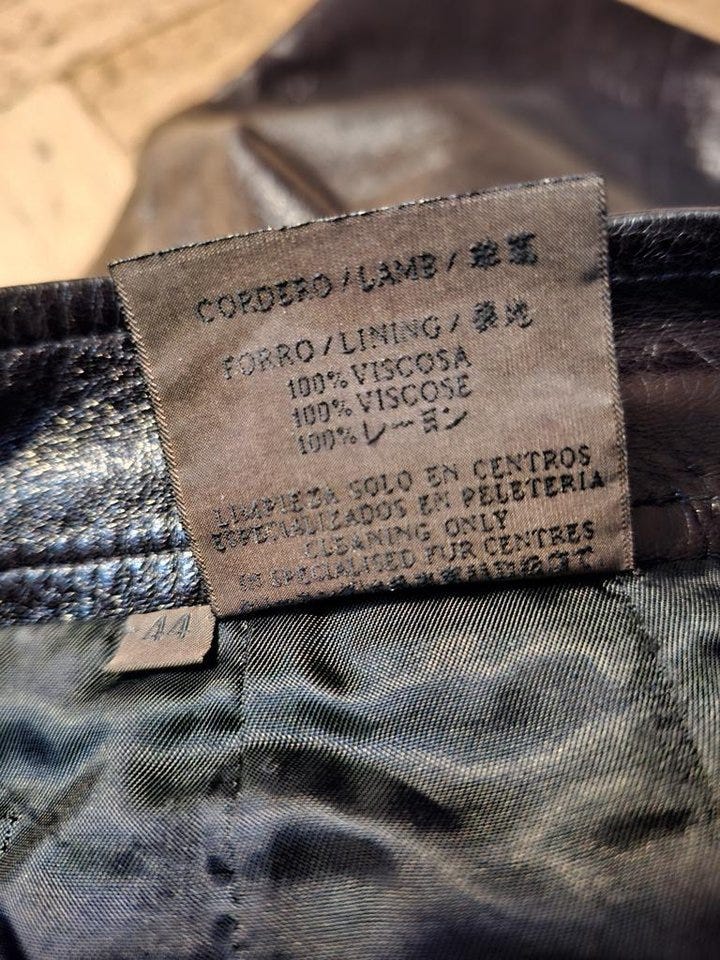 CORDERO / LAMB /
FORRO / LINING /
100% VISCOSA
100% VISCOSE
100% レーヨン
LIMPIEZA SOLO EN CENTROS
ESPECIALIZADOS EN PELETERIA
CLEANING ONLY
IN SPECIALISED FUR CENTRES
44